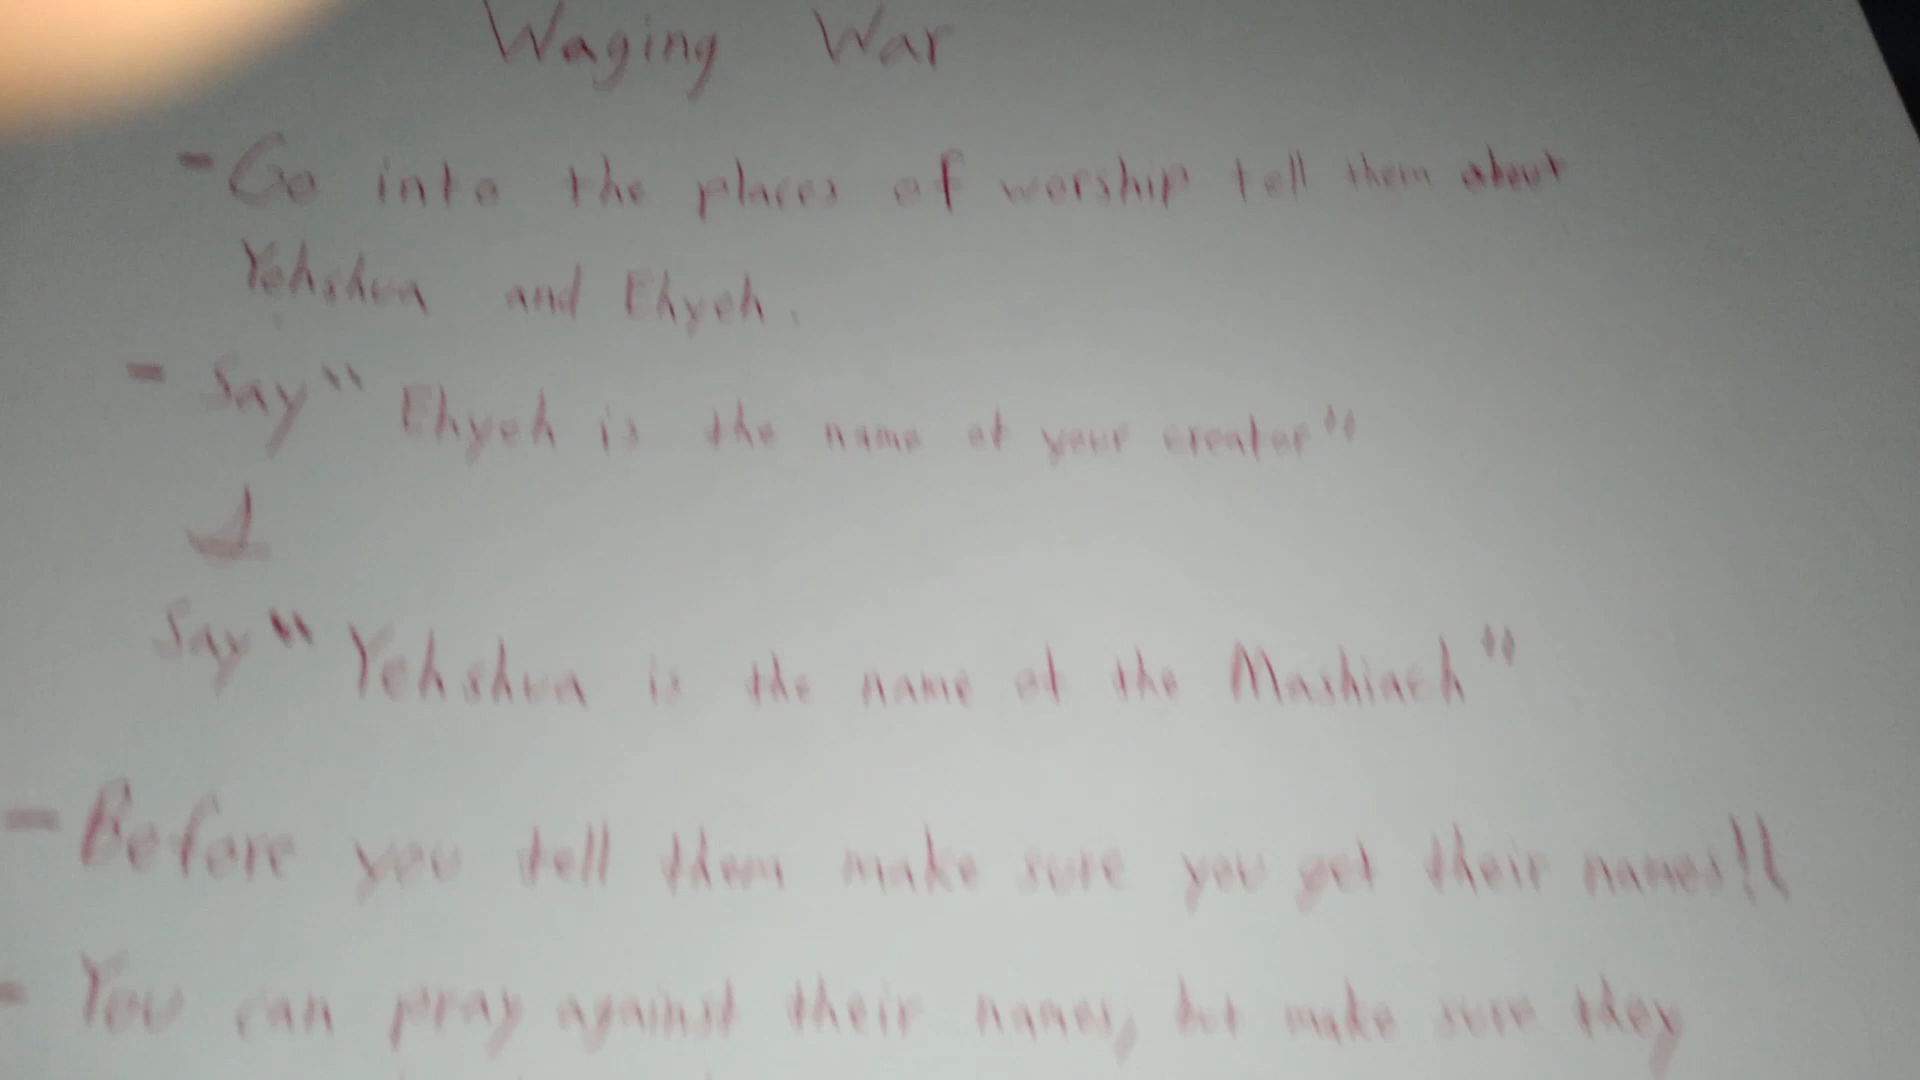 Waging War
- Go into the places of worship tell them about
Yehshua and Ehyeh.
- Say "Ehyeh is the name of your creator"
Say "Yehshua is the name of the Mashiach"
- Before you tell them make sure you get their names!!
- You can pray against their names, but make sure they